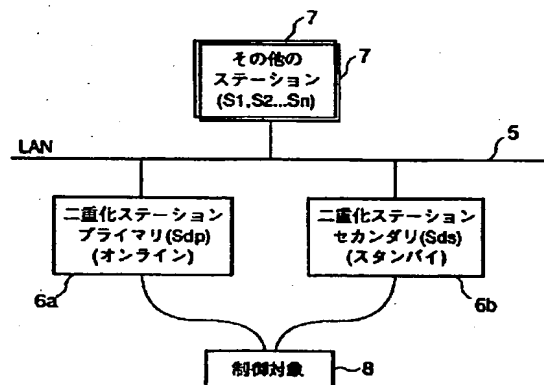 7
その他の
ステーション
(S1,S2...Sn)
7
LAN
5
二重化ステーション
プライマリ(Sdp)
(オンライン)
二重化ステーション
セカンダリ(Sds)
(スタンバイ)
6a
6b
制御対象
8